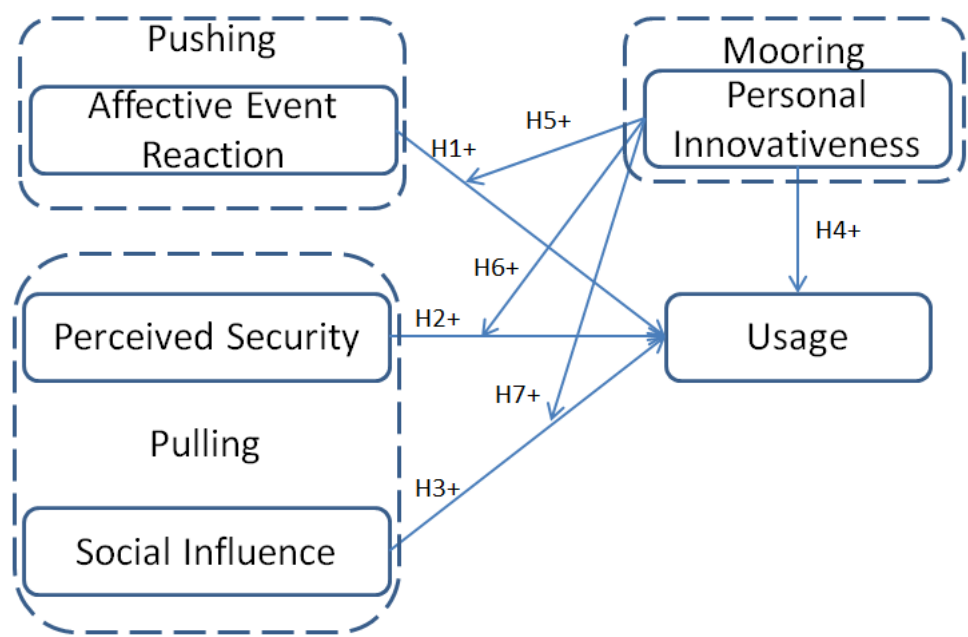 Pushing
Affective Event
Reaction
Mooring
Personal
Innovativeness
H1+
H5+
H4+
H6+
Perceived Security
H2+
Usage
H7+
Pulling
H3+
Social Influence